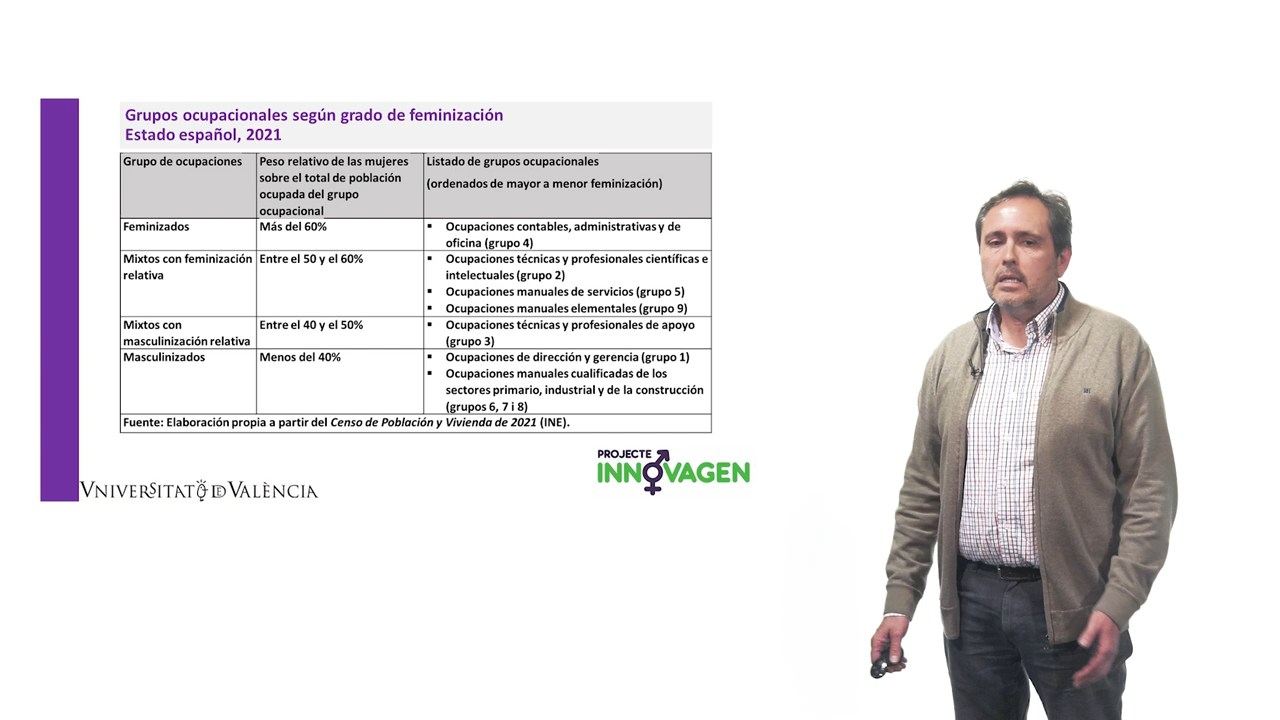 Grupos ocupacionales según grado de feminización
Estado español, 2021
Grupo de ocupaciones
Peso relativo de las mujeres
sobre el total de población
ocupada del grupo
ocupacional
Listado de grupos ocupacionales
(ordenados de mayor a menor feminización)
Feminizados
Más del 60%
▪ Ocupaciones contables, administrativas y de
oficina (grupo 4)
Mixtos con feminización
relativa
Entre el 50 y el 60%
▪ Ocupaciones técnicas y profesionales científicas e
intelectuales (grupo 2)
▪ Ocupaciones manuales de servicios (grupo 5)
▪ Ocupaciones manuales elementales (grupo 9)
Mixtos con
masculinización relativa
Entre el 40 y el 50%
▪ Ocupaciones técnicas y profesionales de apoyo
(grupo 3)
Masculinizados
Menos del 40%
▪ Ocupaciones de dirección y gerencia (grupo 1)
▪ Ocupaciones manuales cualificadas de los
sectores primario, industrial y de la construcción
(grupos 6, 7 i 8)
Fuente: Elaboración propia a partir del Censo de Población y Vivienda de 2021 (INE).
PROJECTE
INNOVAGEN
VNIVERSITAT DE VALÈNCIA